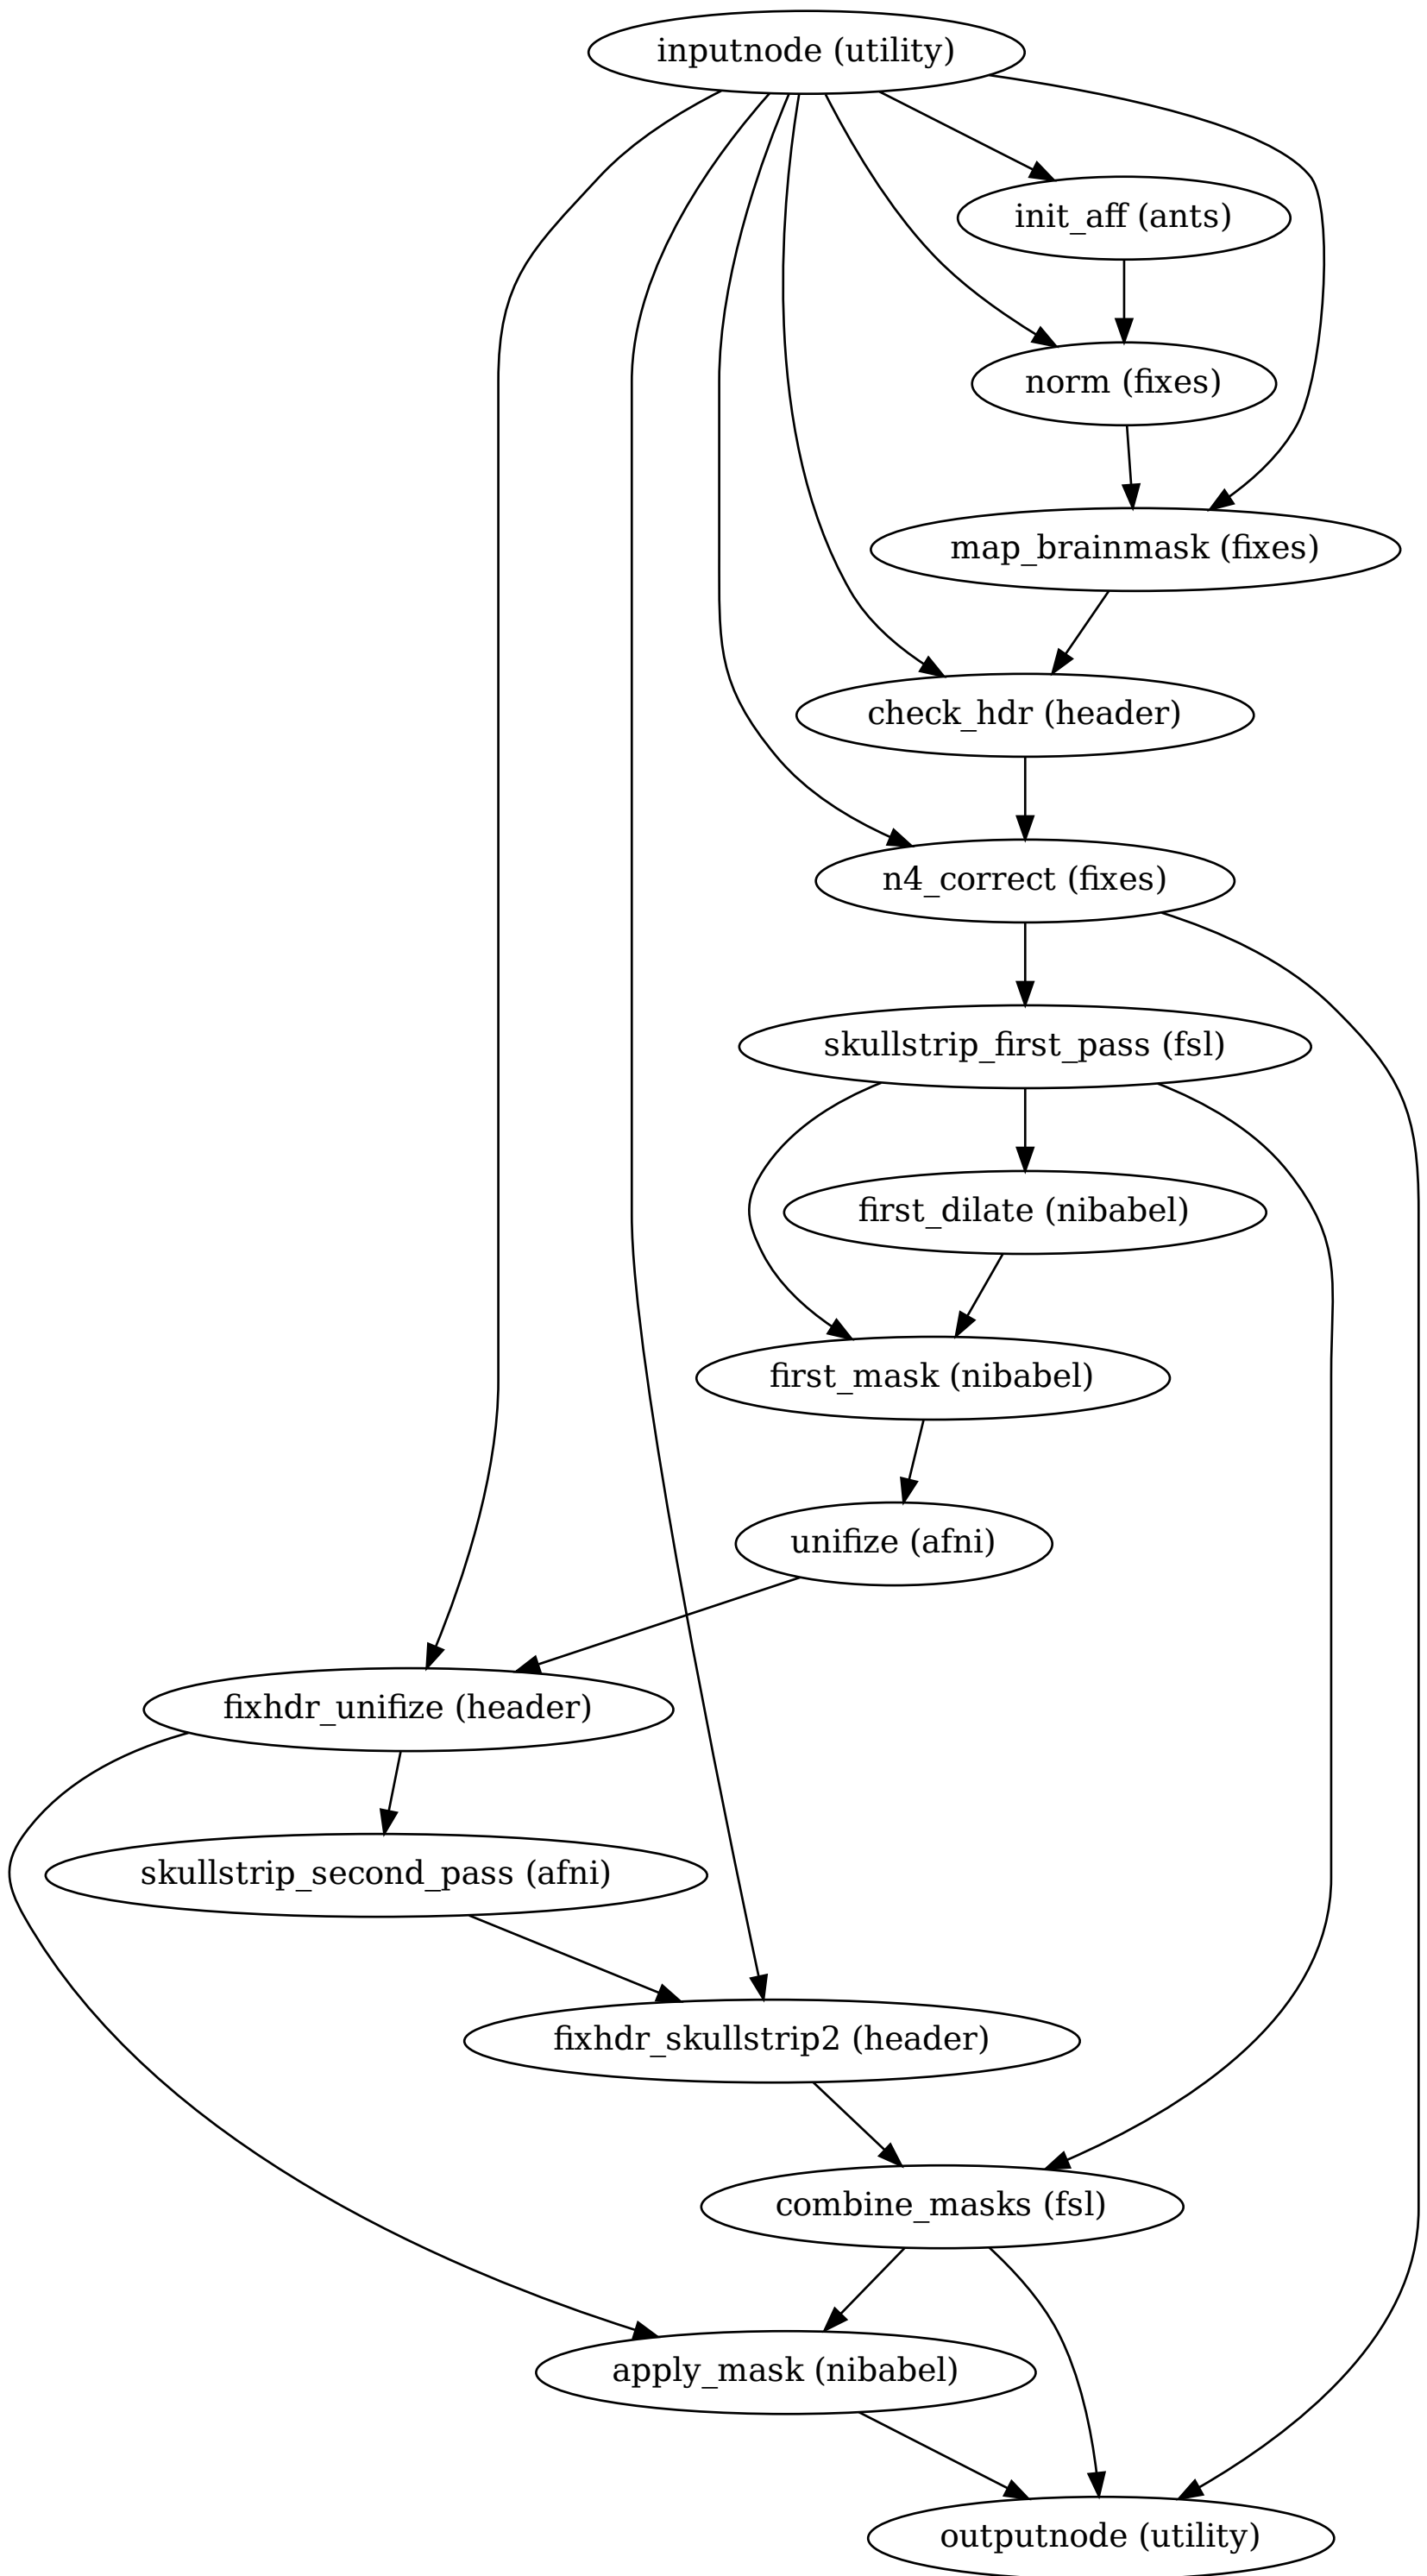 inputnode (utility)
init_aff (ants)
norm (fixes)
map_brainmask (fixes)
check_hdr (header)
n4_correct (fixes)
skullstrip_first_pass (fsl)
first_dilate (nibabel)
first_mask (nibabel)
unifize (afni)
fixhdr_unifize (header)
skullstrip_second_pass (afni)
fixhdr_skullstrip2 (header)
combine_masks (fsl)
apply_mask (nibabel)
outputnode (utility)